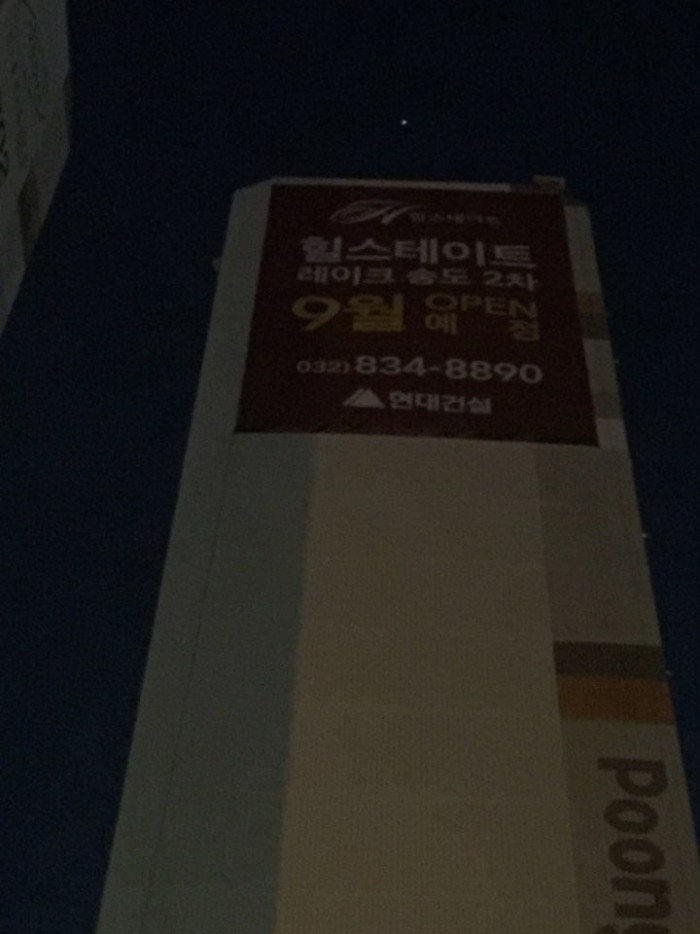 힐스테이트
힐스테이트
레이크 송도 2차
9월 OPEN
예 정
032) 834-8890
현대건설
Poong